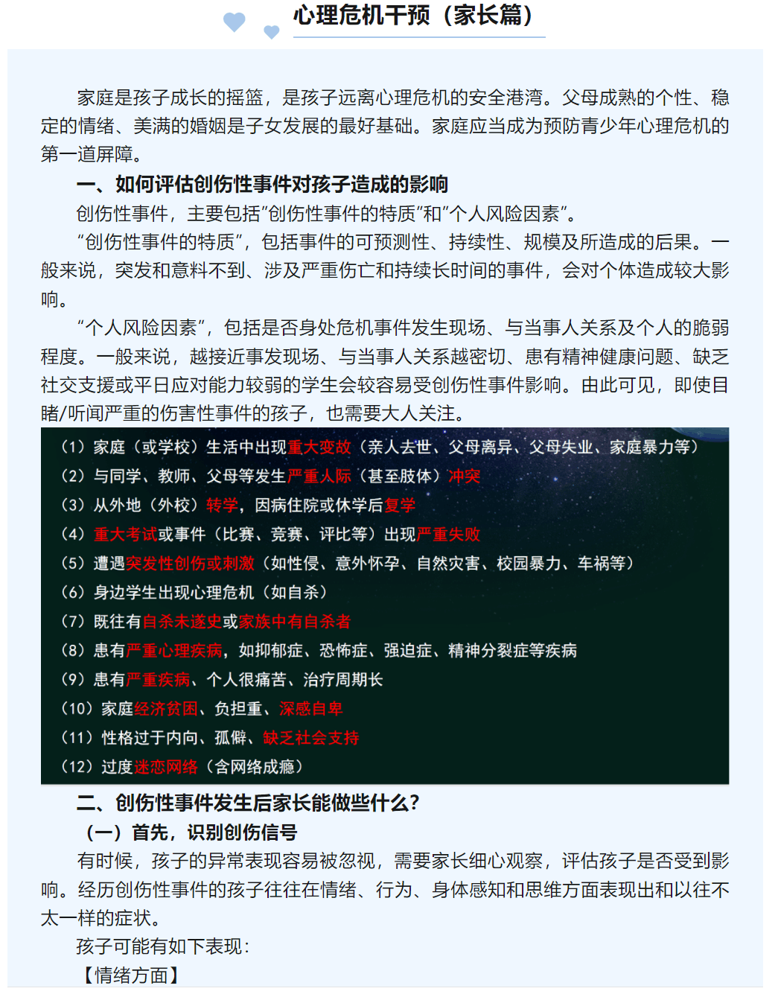 心理危机干预（家长篇）
家庭是孩子成长的摇篮，是孩子远离心理危机的安全港湾。父母成熟的个性、稳
定的情绪、美满的婚姻是子女发展的最好基础。家庭应当成为预防青少年心理危机的
第一道屏障。
一、如何评估创伤性事件对孩子造成的影响
创伤性事件，主要包括”创伤性事件的特质”和”个人风险因素”。
“创伤性事件的特质”，包括事件的可预测性、持续性、规模及所造成的后果。一
般来说，突发和意料不到、涉及严重伤亡和持续长时间的事件，会对个体造成较大影
响。
“个人风险因素”，包括是否身处危机事件发生现场、与当事人关系及个人的脆弱
程度。一般来说，越接近事发现场、与当事人关系越密切、患有精神健康问题、缺乏
社交支援或平日应对能力较弱的学生会较容易受创伤性事件影响。由此可见，即使目
睹/听闻严重的伤害性事件的孩子，也需要大人关注。
（1）家庭（或学校）生活中出现重大变故（亲人去世、父母离异、父母失业、家庭暴力等）
（2）与同学、教师、父母等发生严重人际（甚至肢体）冲突
（3）从外地（外校）转学，因病住院或休学后复学
（4）重大考试或事件（比赛、竞赛、评比等）出现严重失败
（5）遭遇突发性创伤或刺激（如性侵、意外怀孕、自然灾害、校园暴力、车祸等）
（6）身边学生出现心理危机（如自杀）
（7）既往有自杀未遂史或家族中有自杀者
（8）患有严重心理疾病，如抑郁症、恐怖症、强迫症、精神分裂症等疾病
（9）患有严重疾病、个人很痛苦、治疗周期长
（10）家庭经济贫困、负担重、深感自卑
（11）性格过于内向、孤僻、缺乏社会支持
（12）过度迷恋网络（含网络成瘾）
二、创伤性事件发生后家长能做些什么？
（一）首先，识别创伤信号
有时候，孩子的异常表现容易被忽视，需要家长细心观察，评估孩子是否受到影
响。经历创伤性事件的孩子往往在情绪、行为、身体感知和思维方面表现出和以往不
太一样的症状。
孩子可能有如下表现：
【情绪方面】